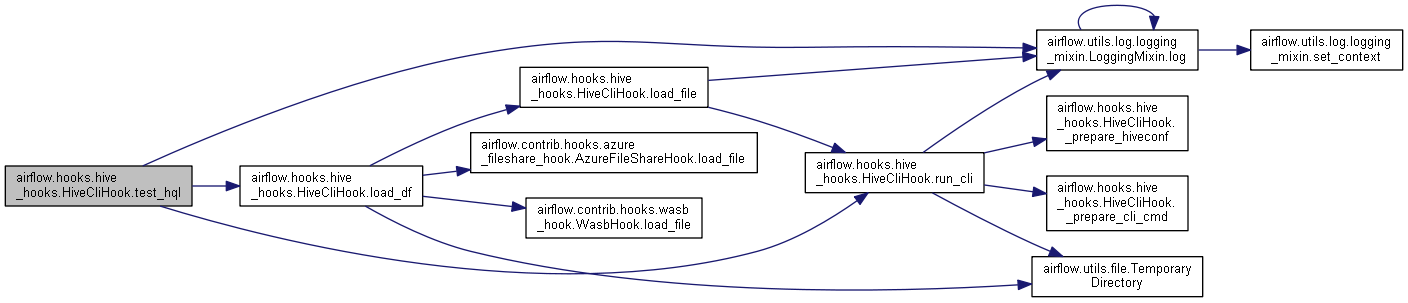 airflow.hooks.hive
_hooks.HiveCliHook.test_hql
airflow.hooks.hive
_hooks.HiveCliHook.load_df
airflow.hooks.hive
_hooks.HiveCliHook.load_file
airflow.contrib.hooks.azure
_fileshare_hook.AzureFileShareHook.load_file
airflow.contrib.hooks.wasb
_hook.WasbHook.load_file
airflow.hooks.hive
_hooks.HiveCliHook.run_cli
airflow.utils.log.logging
_mixin.LoggingMixin.log
airflow.hooks.hive
_hooks.HiveCliHook.
_prepare_hiveconf
airflow.hooks.hive
_hooks.HiveCliHook.
_prepare_cli_cmd
airflow.utils.file.Temporary
Directory
airflow.utils.log.logging
_mixin.set_context